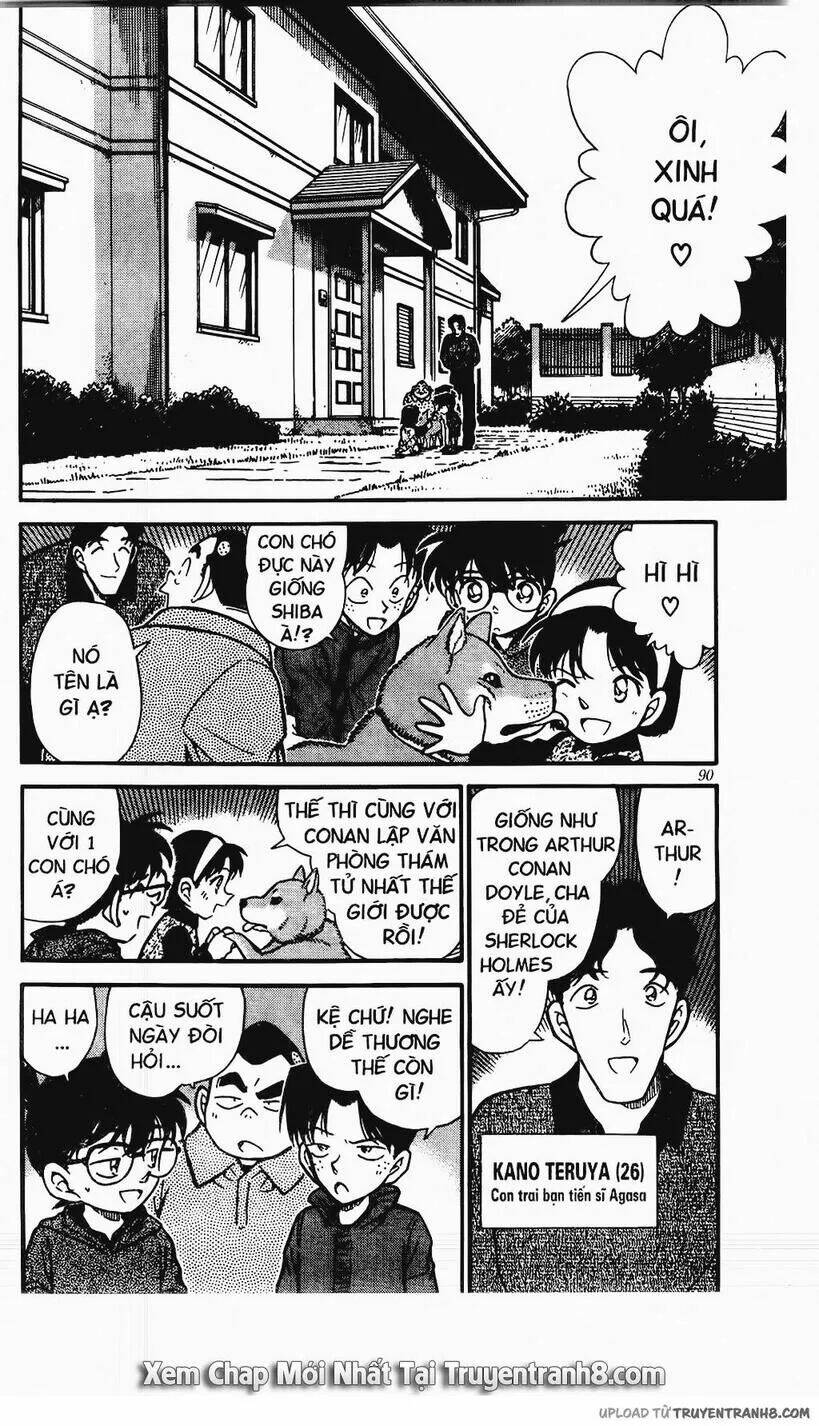 ÔI,
XINH
QUÁ!
♡
HÌ HÌ
♡
CON CHÓ
ĐỰC NÀY
GIỐNG
SHIBA
À!?
NÓ
TÊN LÀ
GÌ Ạ?
90
AR-
THUR
!
GIỐNG NHƯ
TRONG ARTHUR
CONAN
DOYLE, CHA
ĐẺ CỦA
SHERLOCK
HOLMES
ẤY!
KANO TERUYA (26)
Con trai bạn tiến sĩ Agasa
THẾ THÌ CÙNG VỚI
CONAN LẬP VĂN
PHÒNG THÁM
TỬ NHẤT THẾ
GIỚI ĐƯỢC
RỒI!
CÙNG
VỚI 1
CON CHÓ
Á?
KỆ CHỨ! NGHE
DỄ THƯƠNG
THẾ CÒN
GÌ!
CẬU SUỐT
NGÀY ĐÒI
HỎI...
HA HA
...
Xem Chap Mới Nhất Tại Truyentranh8.com
UPLOAD TỪ TRUYENTRANH8.COM